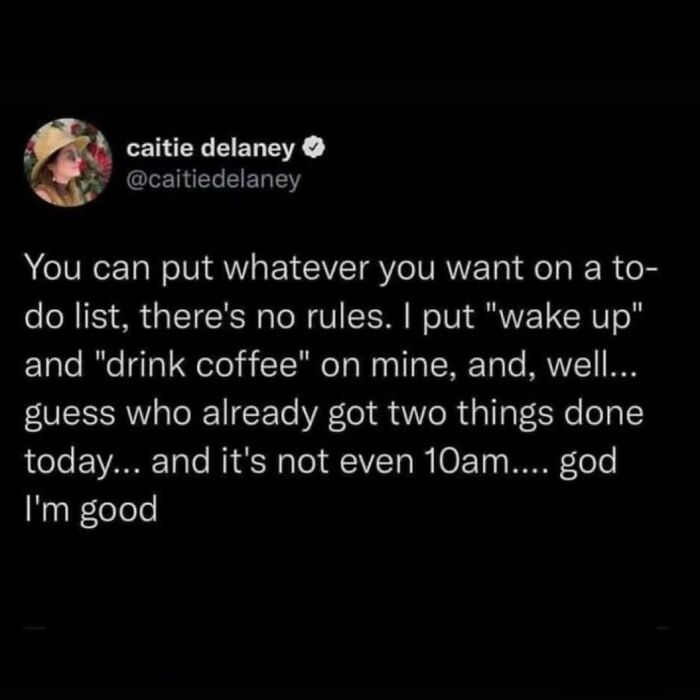 caitie delaney
@caitiedelaney
You can put whatever you want on a to-
do list, there's no rules. I put "wake up"
and "drink coffee" on mine, and, well...
guess who already got two things done
today... and it's not even 10am.... god
I'm good